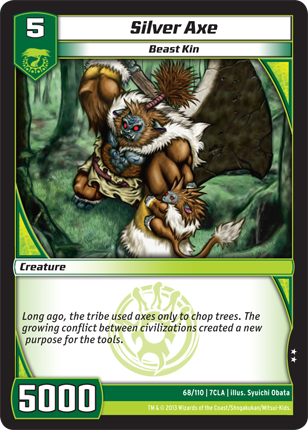 5
Silver Axe
Beast Kin
Creature
Long ago, the tribe used axes only to chop trees. The
growing conflict between civilizations created a new
purpose for the tools.
5000
68/110 | 7CLA | illus. Syuichi Obata
TM & © 2013 Wizards of the Coast/Shogakukan/Mitsui-Kids.